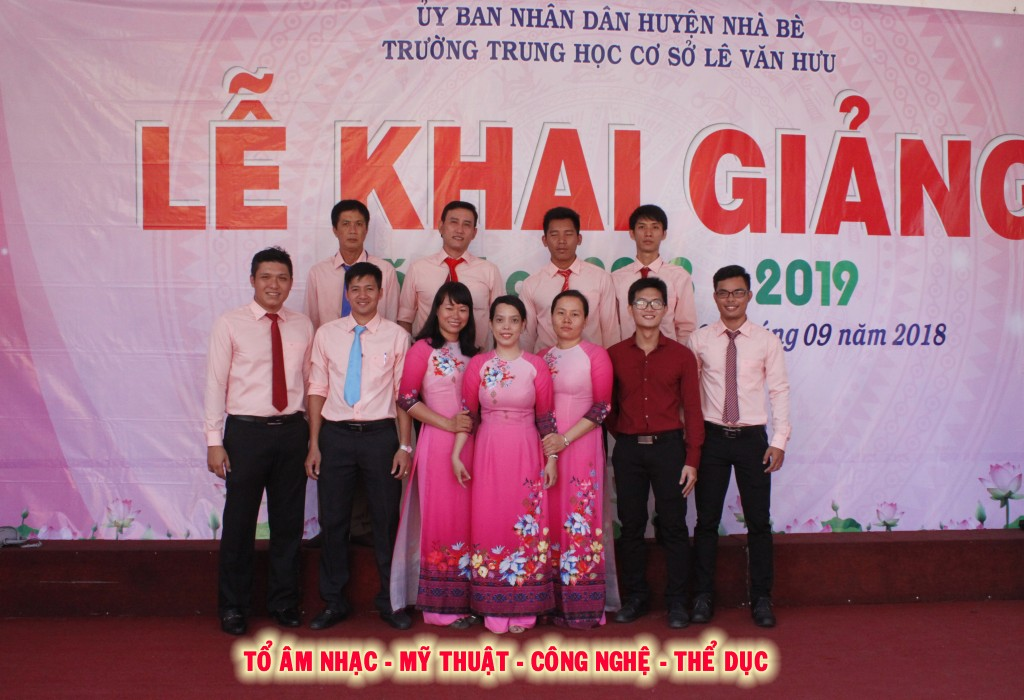 ỦY BAN NHÂN DÂN HUYỆN NHÀ BÈ
TRƯỜNG TRUNG HỌC CƠ SỞ LÊ VĂN HƯU
LỄ KHAI GIẢNG
2019
09 năm 2018
TỔ ÂM NHẠC - MỸ THUẬT - CÔNG NGHỆ - THỂ DỤC